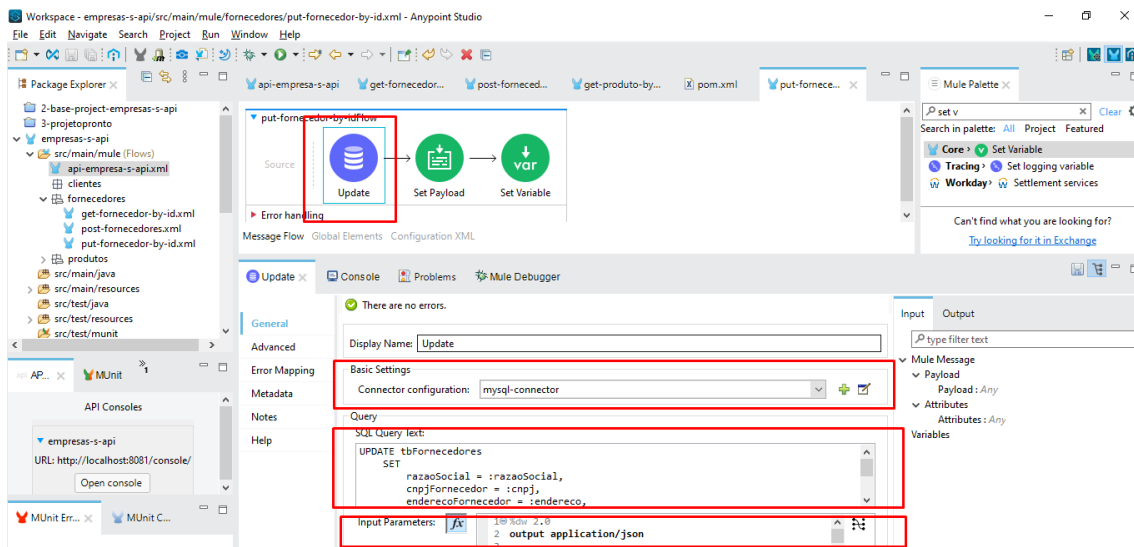 Workspace - empresas-s-api/src/main/mule/fornecedores/put-fornecedor-by-id.xml - Anypoint Studio
File Edit Navigate Search Project Run Window Help
Package Explorer
api-empresa-s-api
get-fornecedor...
post-forneced...
get-produto-by...
pom.xml
put-fornece...
Mule Palette
2-base-project-empresas-s-api
3-projetopronto
empresas-s-api
src/main/mule (Flows)
api-empresa-s-api.xml
clientes
fornecedores
get-fornecedor-by-id.xml
post-fornecedores.xml
put-fornecedor-by-id.xml
produtos
src/main/java
src/main/resources
src/test/java
src/test/resources
src/test/munit
put-fornecedor-by-idFlow
Source
Update
Set Payload
Set Variable
Error handling
Message Flow Global Elements Configuration XML
set v
Clear
Search in palette: All Project Featured
Core > Set Variable
Tracing > Set logging variable
Workday > Settlement services
Can't find what you are looking for?
Try looking for it in Exchange
AP...
MUnit
1
API Consoles
empresas-s-api
URL: http://localhost:8081/console/
Open console
MUnit Err...
MUnit C...
Update
Console
Problems
Mule Debugger
There are no errors.
General
Advanced
Error Mapping
Metadata
Notes
Help
Display Name: Update
Basic Settings
Connector configuration: mysql-connector
Query
SQL Query Text:
UPDATE tbFornecedores
SET
razaoSocial = :razaoSocial,
cnpjFornecedor = :cnpj,
enderecoFornecedor = :endereco,
Input Parameters: fx
1 %dw 2.0
2 output application/json
Input Output
type filter text
Mule Message
Payload
Payload : Any
Attributes
Attributes : Any
Variables